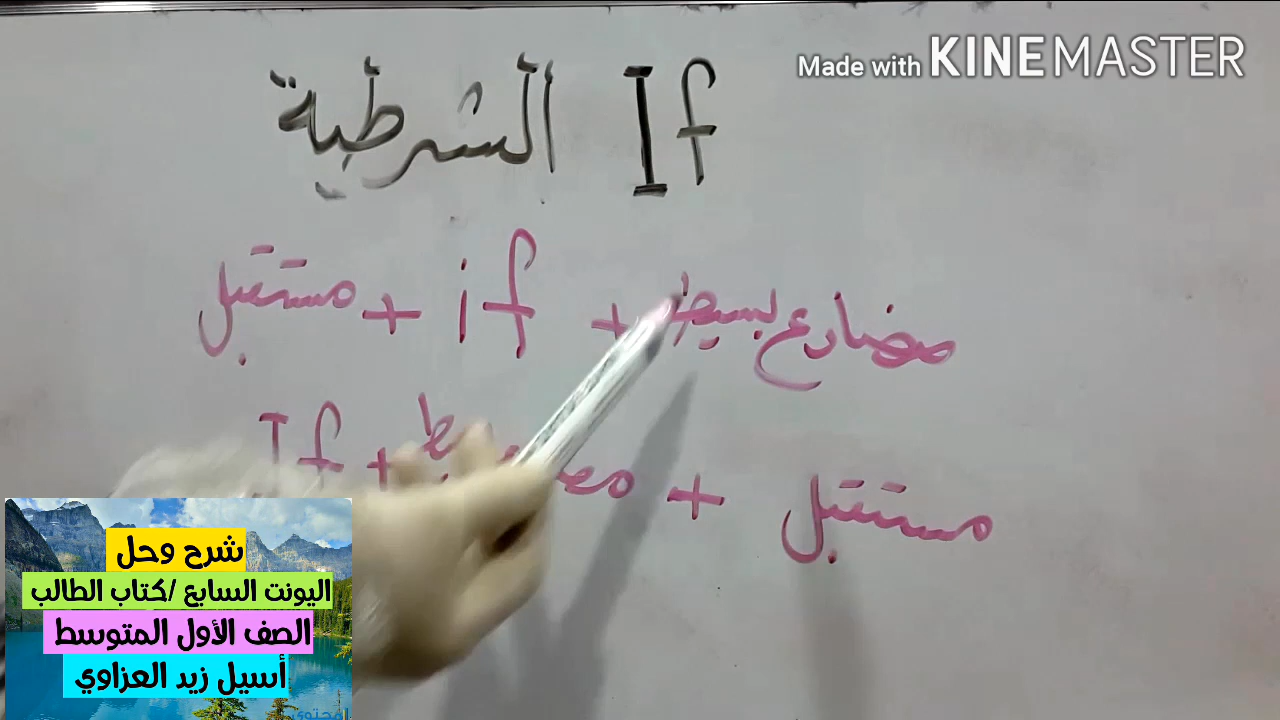 Made with KINEMASTER
If الشرطية
مستقبل + if + مضارع بسيط
If + + مستقبل
شرح وحل
اليونت السابع /كتاب الطالب
الصف الأول المتوسط
أسيل زيد العزاوي